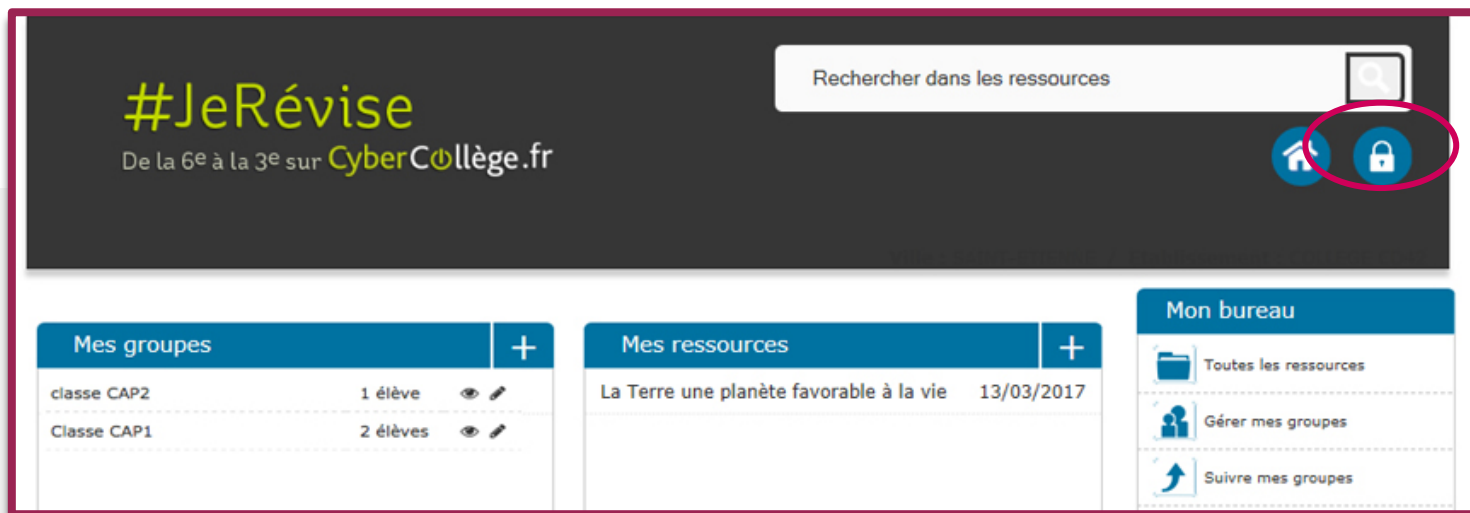 Rechercher dans les ressources
#JeRévise
De la 6e à la 3e sur CyberCollège.fr
Mes groupes +
classe CAP2 1 élève
Classe CAP1 2 élèves
Mes ressources +
La Terre une planète favorable à la vie 13/03/2017
Mon bureau
Toutes les ressources
Gérer mes groupes
Suivre mes groupes